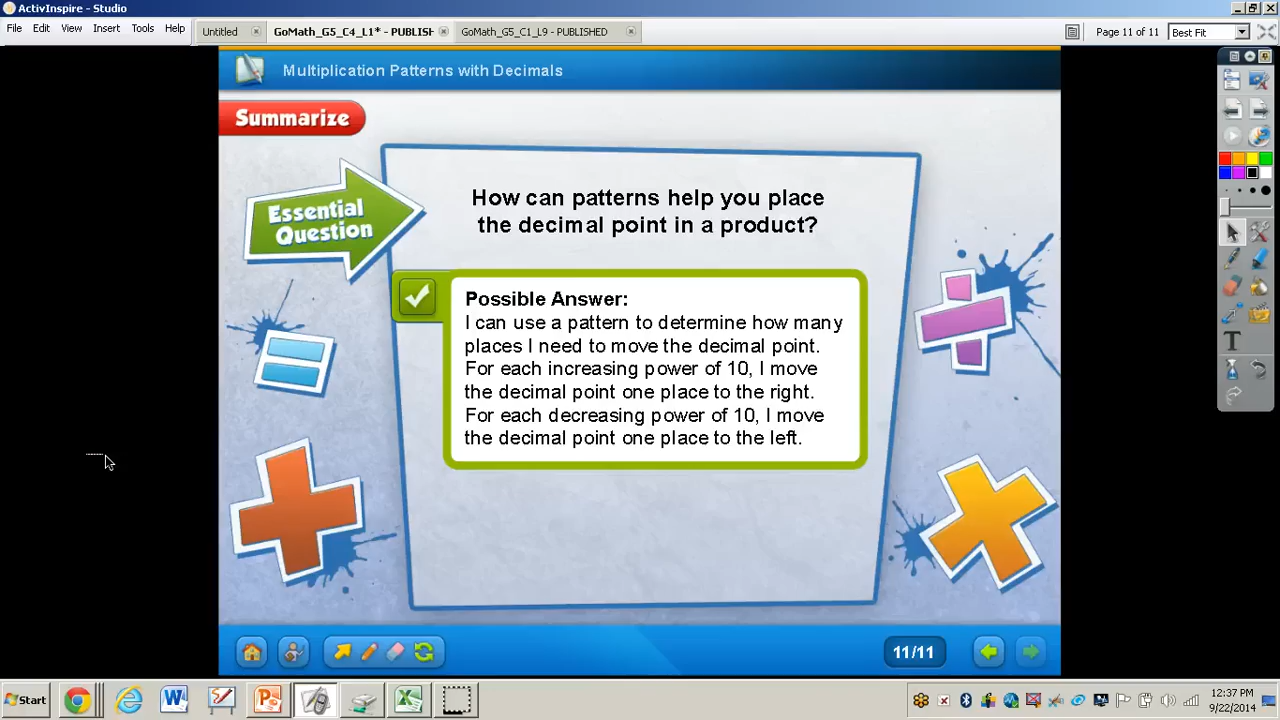 ActivInspire - Studio
File Edit View Insert Tools Help
Untitled
GoMath_G5_C4_L1* - PUBLISH
GoMath_G5_C1_L9 - PUBLISHED
Page 11 of 11
Best Fit
Multiplication Patterns with Decimals
Summarize
Essential
Question
How can patterns help you place
the decimal point in a product?
Possible Answer:
I can use a pattern to determine how many
places I need to move the decimal point.
For each increasing power of 10, I move
the decimal point one place to the right.
For each decreasing power of 10, I move
the decimal point one place to the left.
11/11
Start
12:37 PM
9/22/2014